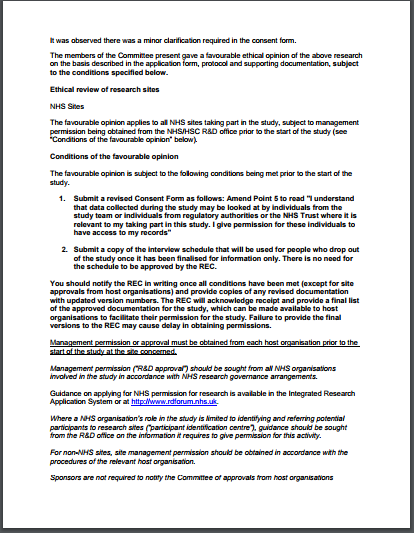 It was observed there was a minor clarification required in the consent form.
The members of the Committee present gave a favourable ethical opinion of the above research
on the basis described in the application form, protocol and supporting documentation, subject
to the conditions specified below.
Ethical review of research sites
NHS Sites
The favourable opinion applies to all NHS sites taking part in the study, subject to management
permission being obtained from the NHS/HSC R&D office prior to the start of the study (see
"Conditions of the favourable opinion" below).
Conditions of the favourable opinion
The favourable opinion is subject to the following conditions being met prior to the start of the
study.
1. Submit a revised Consent Form as follows: Amend Point 5 to read "I understand
that data collected during the study may be looked at by individuals from the
study team or individuals from regulatory authorities or the NHS Trust where it is
relevant to my taking part in this study. I give permission for these individuals to
have access to my records"
2. Submit a copy of the interview schedule that will be used for people who drop out
of the study once it has been finalised for information only. There is no need for
the schedule to be approved by the REC.
You should notify the REC in writing once all conditions have been met (except for site
approvals from host organisations) and provide copies of any revised documentation
with updated version numbers. The REC will acknowledge receipt and provide a final list
of the approved documentation for the study, which can be made available to host
organisations to facilitate their permission for the study. Failure to provide the final
versions to the REC may cause delay in obtaining permissions.
Management permission or approval must be obtained from each host organisation prior to the
start of the study at the site concerned.
Management permission ("R&D approval") should be sought from all NHS organisations
involved in the study in accordance with NHS research governance arrangements.
Guidance on applying for NHS permission for research is available in the Integrated Research
Application System or at http://www.rdforum.nhs.uk.
Where a NHS organisation's role in the study is limited to identifying and referring potential
participants to research sites ("participant identification centre"), guidance should be sought
from the R&D office on the information it requires to give permission for this activity.
For non-NHS sites, site management permission should be obtained in accordance with the
procedures of the relevant host organisation.
Sponsors are not required to notify the Committee of approvals from host organisations